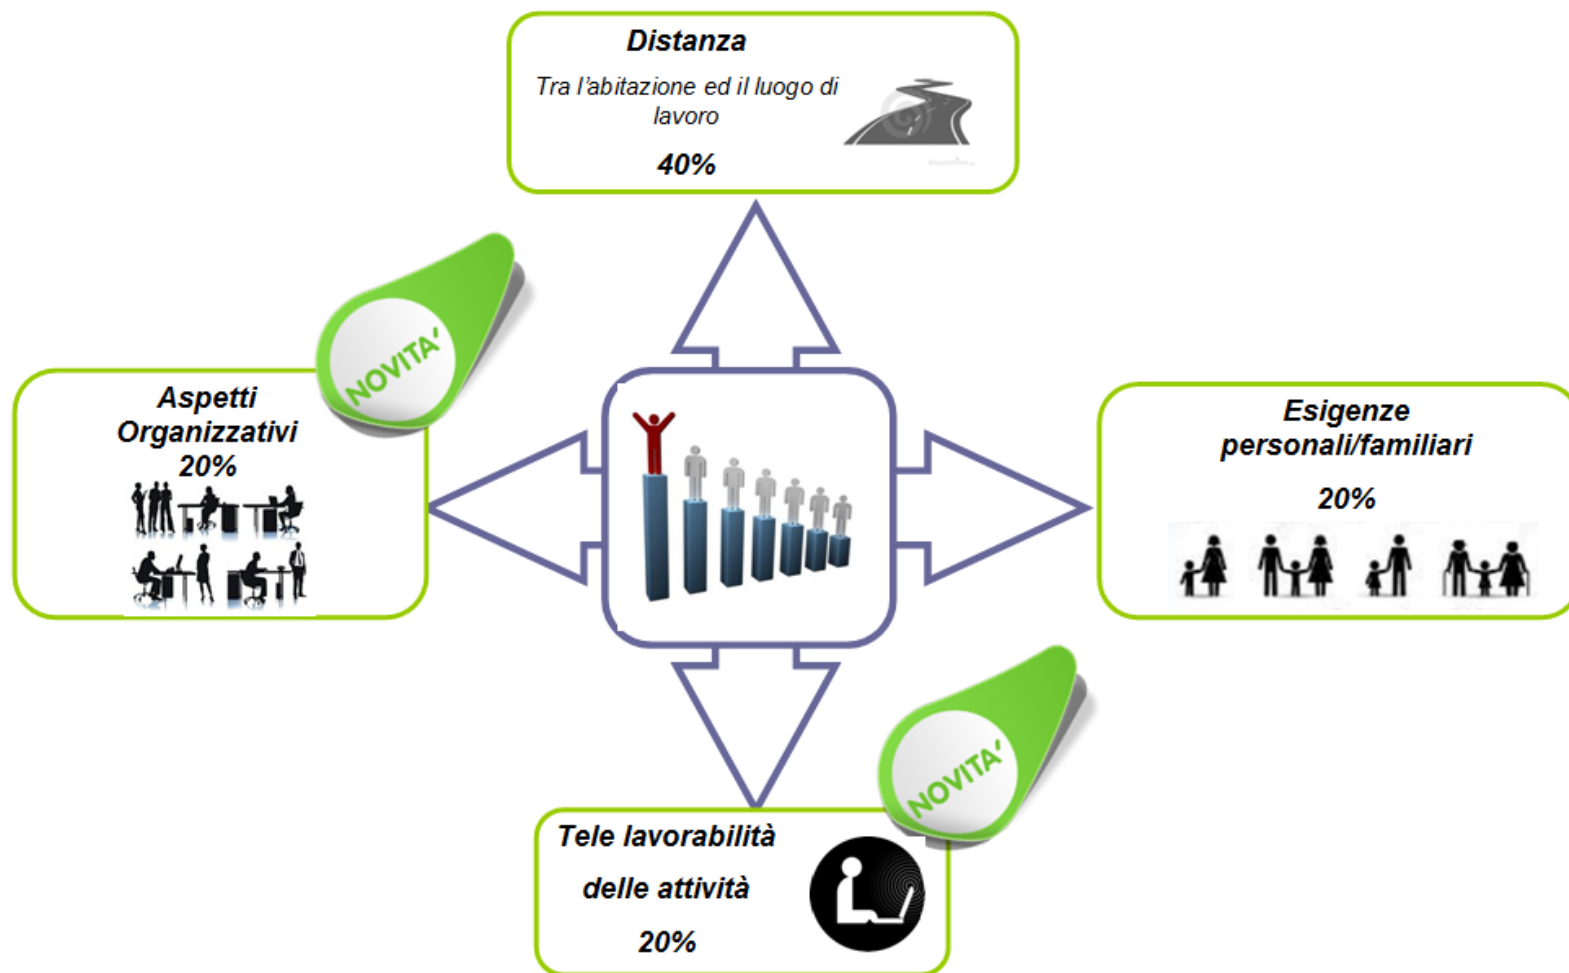 Distanza
Tra l'abitazione ed il luogo di
lavoro
40%
NOVITA'
Aspetti
Organizzativi
20%
Esigenze
personali/familiari
20%
NOVITA'
Tele lavorabilità
delle attività
20%